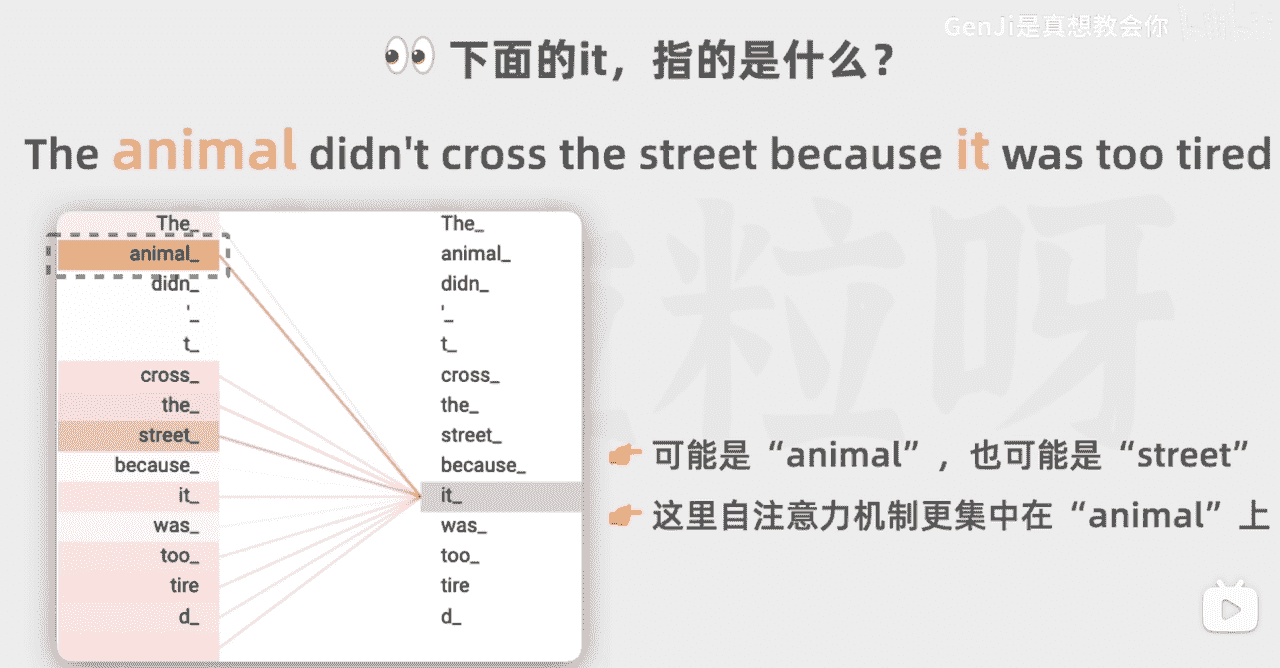 GenJi是真想教会你
👀 下面的it，指的是什么？
The animal didn't cross the street because it was too tired
The_ The_
animal_ animal_
didn_ didn_
'_ '_
t_ t_
cross_ cross_
the_ the_
street_ street_
because_ because_
it_ it_
was_ was_
too_ too_
tire tire
d_ d_
粒呀
👉 可能是“animal”，也可能是“street”
👉 这里自注意力机制更集中在“animal”上